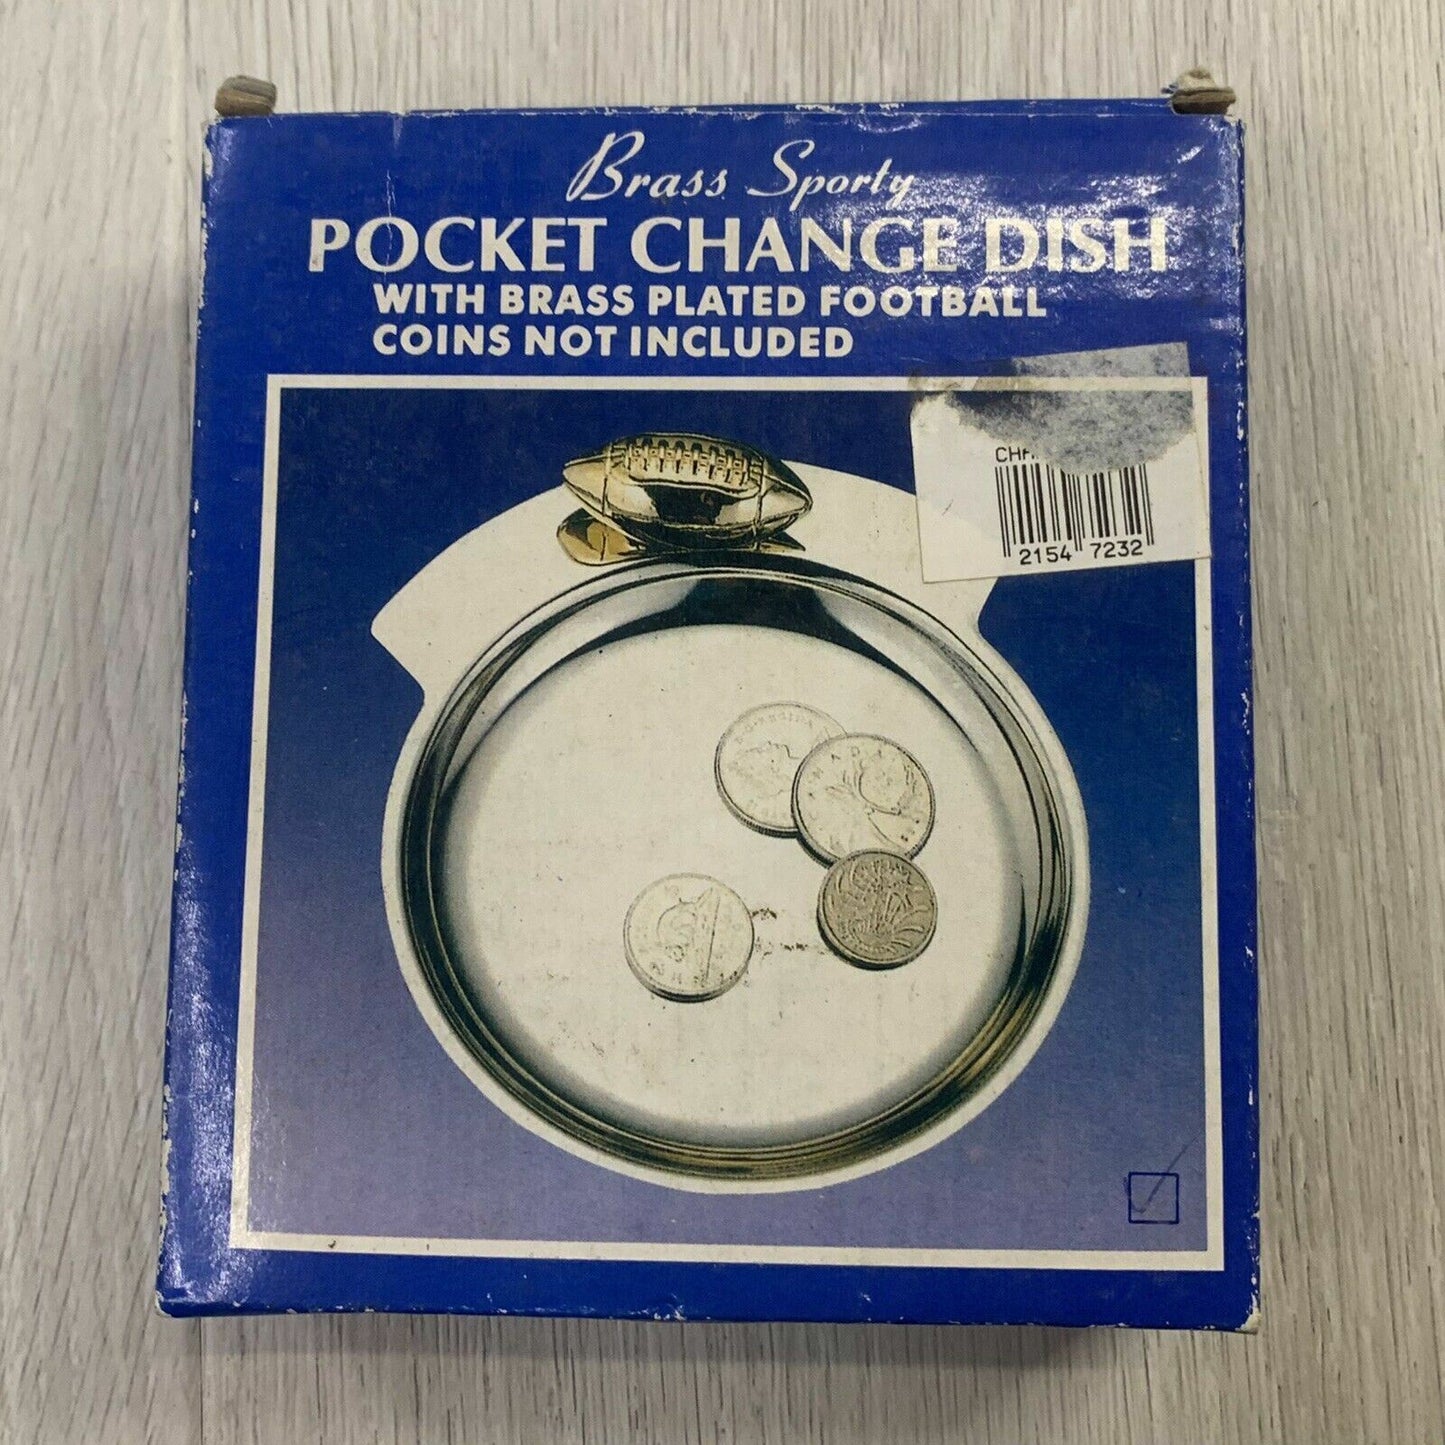 Brass Sporty
POCKET CHANGE DISH
WITH BRASS PLATED FOOTBALL
COINS NOT INCLUDED
2154 7232